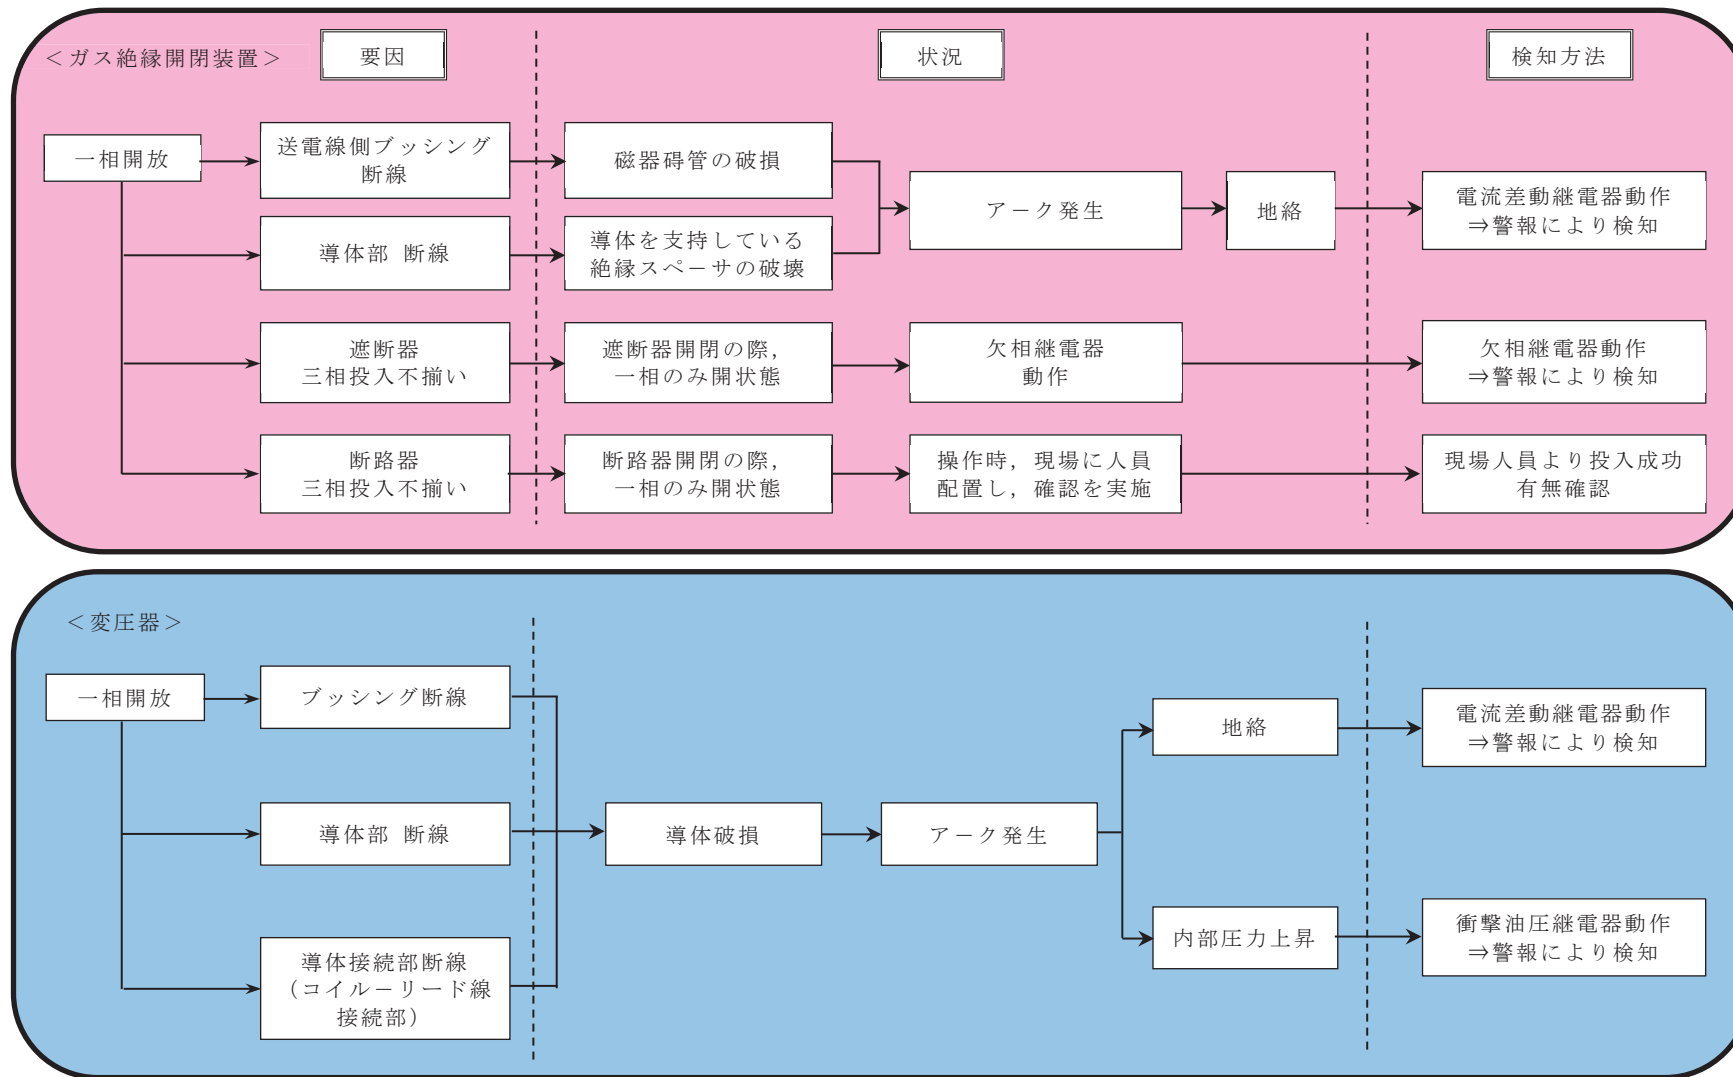 ＜ガス絶縁開閉装置＞
要因
状況
検知方法
一相開放
送電線側ブッシング
断線
磁器碍管の破損
アーク発生
地絡
電流差動継電器動作
⇒警報により検知
導体部 断線
導体を支持している
絶縁スペーサの破壊
遮断器
三相投入不揃い
遮断器開閉の際，
一相のみ開状態
欠相継電器
動作
欠相継電器動作
⇒警報により検知
断路器
三相投入不揃い
断路器開閉の際，
一相のみ開状態
操作時，現場に人員
配置し，確認を実施
現場人員より投入成功
有無確認
＜変圧器＞
一相開放
ブッシング断線
導体部 断線
導体接続部断線
（コイル－リード線
接続部）
導体破損
アーク発生
地絡
電流差動継電器動作
⇒警報により検知
内部圧力上昇
衝撃油圧継電器動作
⇒警報により検知